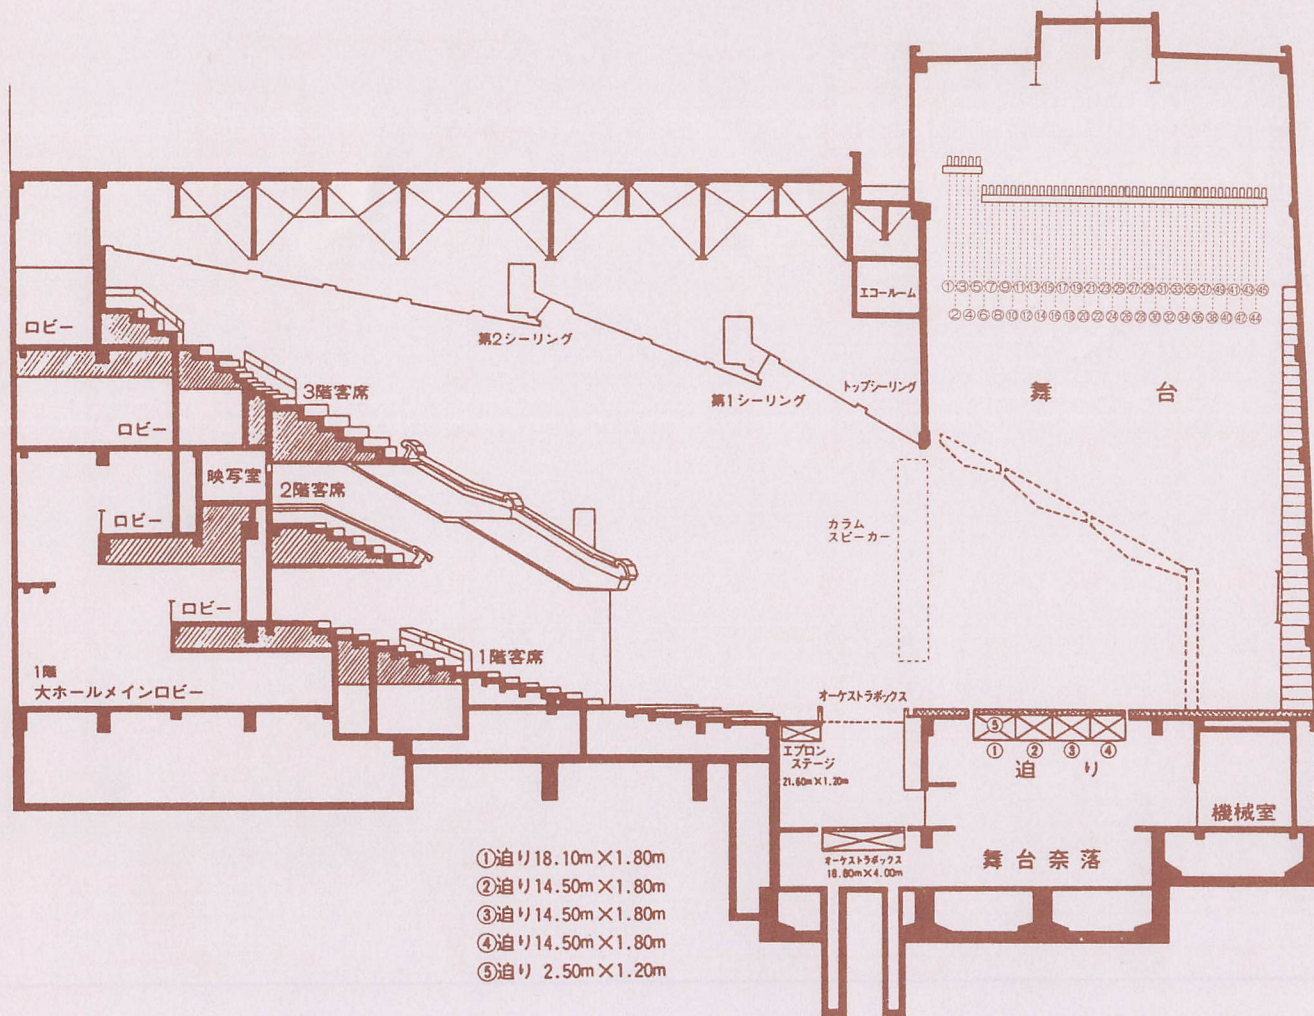 ①③⑤⑦⑨⑪⑬⑮⑰⑲㉑㉓㉕㉗㉙㉛㉝㉟㊲㊾㊶㊸㊺
②④⑥⑧⑩⑫⑭⑯⑱⑳㉒㉔㉖㉘㉚㉜㉞㊱㊳㊵㊷㊹
エコールーム
ロビー
第2シーリング
3階客席
第1シーリング
トップシーリング
舞台
ロビー
映写室
2階客席
ロビー
カラム
スピーカー
ロビー
1階客席
1階
大ホールメインロビー
オーケストラボックス
エプロン
ステージ
21.60m×1.20m
⑤
①
②
③
④
迫り
機械室
オーケストラボックス
18.80m×4.00m
舞台奈落
①迫り18.10m×1.80m
②迫り14.50m×1.80m
③迫り14.50m×1.80m
④迫り14.50m×1.80m
⑤迫り 2.50m×1.20m